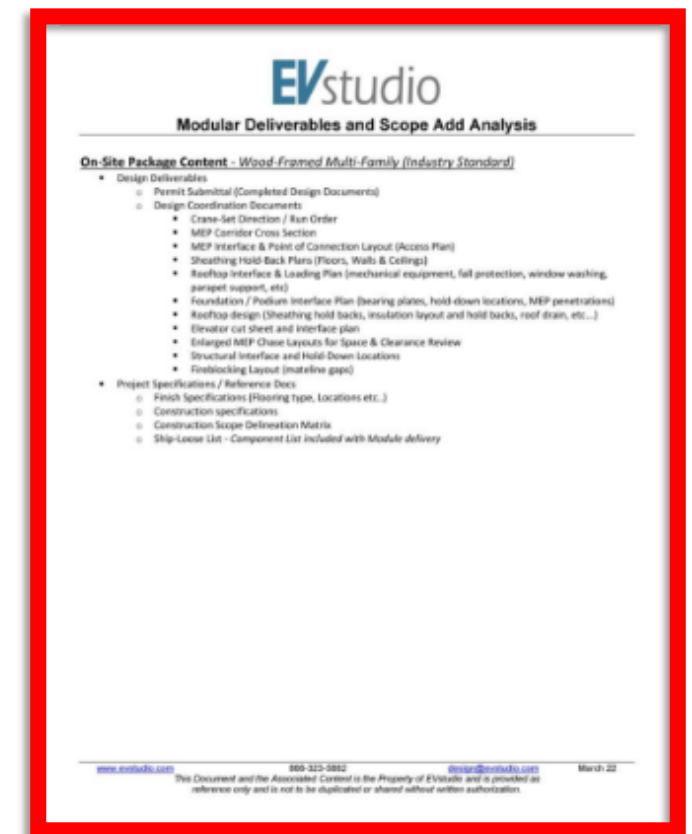 EVstudio
Modular Deliverables and Scope Add Analysis
On-Site Package Content - Wood-Framed Multi-Family (Industry Standard)
▪ Design Deliverables
o Permit Submittal (Completed Design Documents)
o Design Coordination Documents
▪ Crane-Set Direction / Run Order
▪ MEP Corridor Cross Section
▪ MEP Interface & Point of Connection Layout (Access Plan)
▪ Sheathing Hold-Back Plans (Floors, Walls & Ceilings)
▪ Rooftop Interface & Loading Plan (mechanical equipment, fall protection, window washing,
parapet support, etc)
▪ Foundation / Podium Interface Plan (bearing plates, hold-down locations, MEP penetrations)
▪ Rooftop design (Sheathing hold backs, insulation layout and hold backs, roof drain, etc...)
▪ Elevator cut sheet and interface plan
▪ Enlarged MEP Chase Layouts for Space & Clearance Review
▪ Structural Interface and Hold-Down Locations
▪ Fireblocking Layout (mateline gaps)
▪ Project Specifications / Reference Docs
o Finish Specifications (Flooring type, Locations etc..)
o Construction specifications
o Construction Scope Delineation Matrix
o Ship-Loose List - Component List included with Module delivery
www.evstudio.com design@evstudio.com March 22
This Document and the Associated Content is the Property of EVstudio and is provided as
reference only and is not to be duplicated or shared without written authorization.